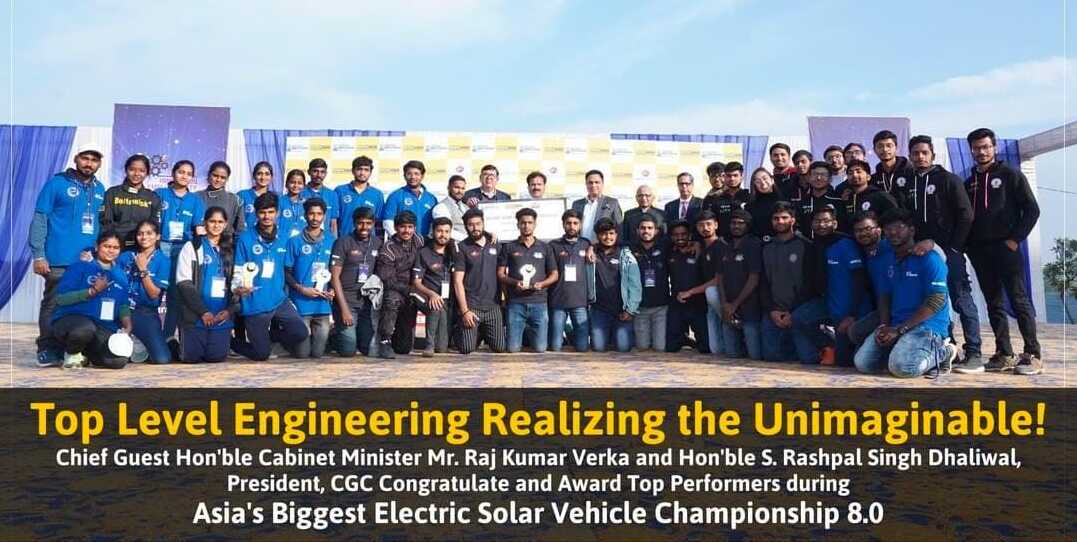 Top Level Engineering Realizing the Unimaginable!
Chief Guest Hon'ble Cabinet Minister Mr. Raj Kumar Verka and Hon'ble S. Rashpal Singh Dhaliwal,
President, CGC Congratulate and Award Top Performers during
Asia's Biggest Electric Solar Vehicle Championship 8.0